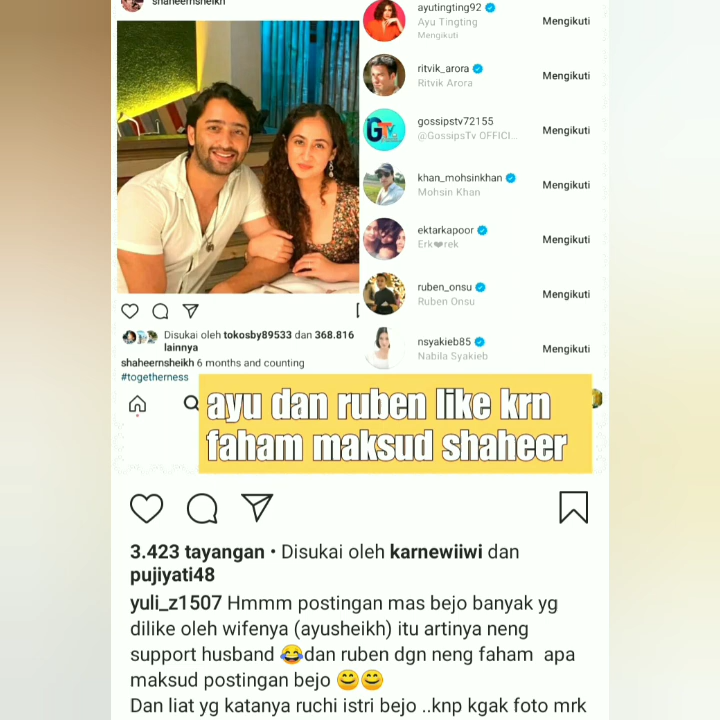 shaheernsheikh
Disukai oleh tokosby89533 dan 368.816
lainnya
shaheernsheikh 6 months and counting
#togetherness
ayutingting92
Ayu Tingting
Mengikuti
Mengikuti
ritvik_arora
Ritvik Arora
Mengikuti
GTv
gossipstv72155
@GossipsTv OFFICI...
Mengikuti
khan_mohsinkhan
Mohsin Khan
Mengikuti
ektarkapoor
Erk❤rek
Mengikuti
ruben_onsu
Ruben Onsu
Mengikuti
nsyakieb85
Nabila Syakieb
Mengikuti
ayu dan ruben like krn
faham maksud shaheer
3.423 tayangan • Disukai oleh karnewiiwi dan
pujiyati48
yuli_z1507 Hmmm postingan mas bejo banyak yg
dilike oleh wifenya (ayusheikh) itu artinya neng
support husband 😂dan ruben dgn neng faham apa
maksud postingan bejo 😊😊
Dan liat yg katanya ruchi istri bejo ..knp kgak foto mrk